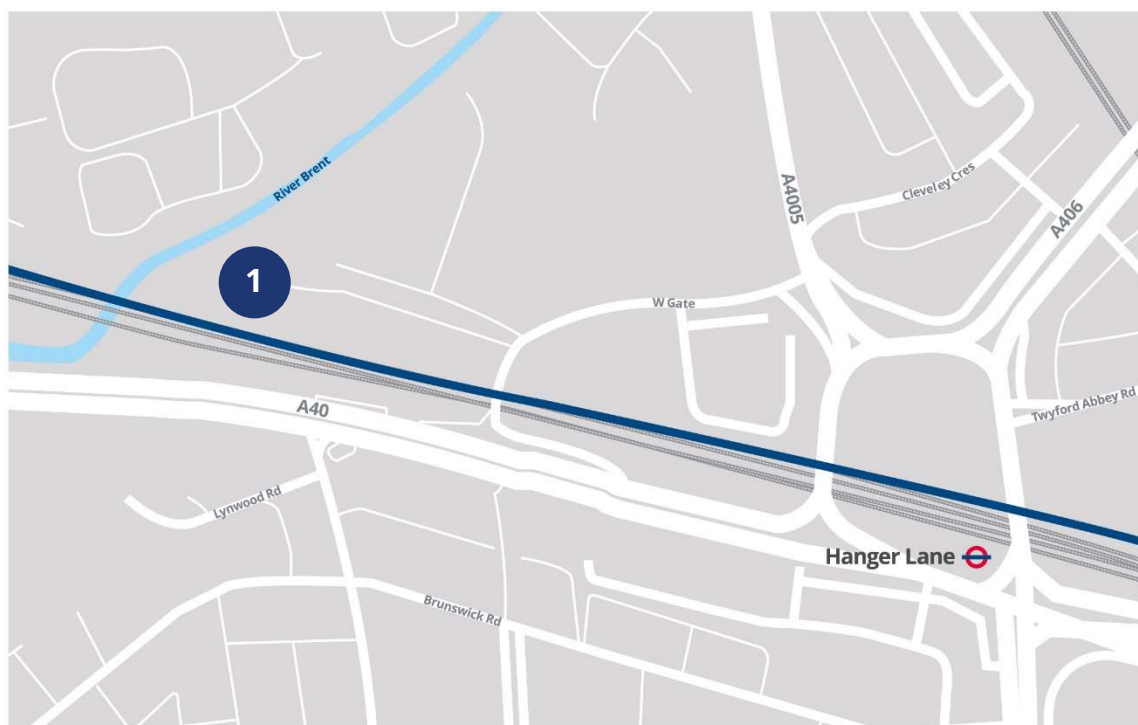 River Brent
A4005
Cleveley Cres
A406
1
W Gate
A40
Twyford Abbey Rd
Lynwood Rd
Hanger Lane
Brunswick Rd